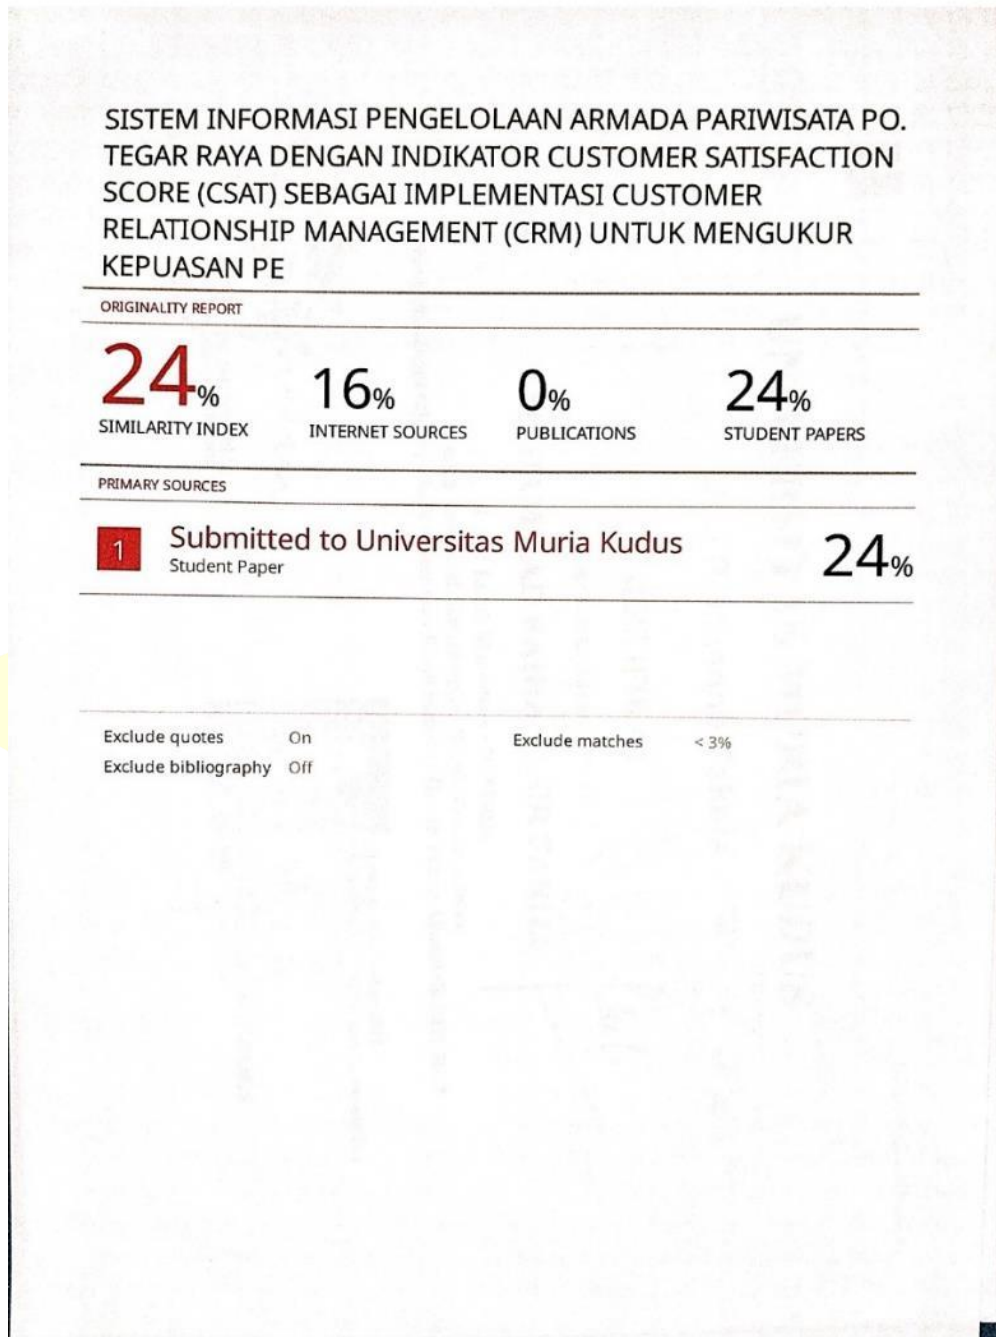 SISTEM INFORMASI PENGELOLAAN ARMADA PARIWISATA PO.
TEGAR RAYA DENGAN INDIKATOR CUSTOMER SATISFACTION
SCORE (CSAT) SEBAGAI IMPLEMENTASI CUSTOMER
RELATIONSHIP MANAGEMENT (CRM) UNTUK MENGUKUR
KEPUASAN PE
ORIGINALITY REPORT
24% 16% 0% 24%
SIMILARITY INDEX INTERNET SOURCES PUBLICATIONS STUDENT PAPERS
PRIMARY SOURCES
1 Submitted to Universitas Muria Kudus 24%
Student Paper
Exclude quotes On Exclude matches < 3%
Exclude bibliography Off